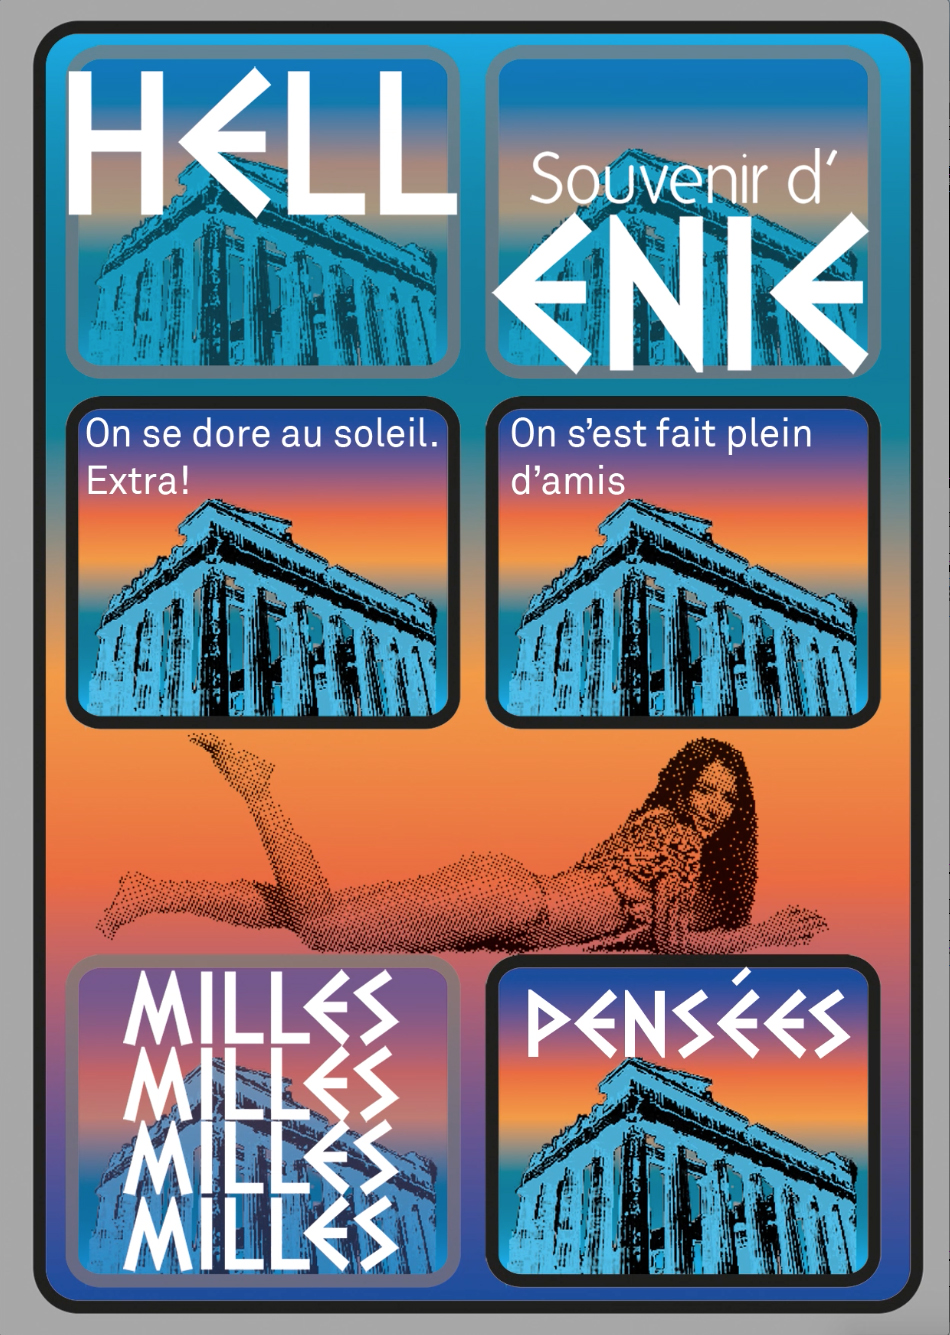 HELL
Souvenir d'
ENIE
On se dore au soleil.
Extra!
On s'est fait plein
d'amis
MILLES
MILLES
MILLES
MILLES
PENSÉES